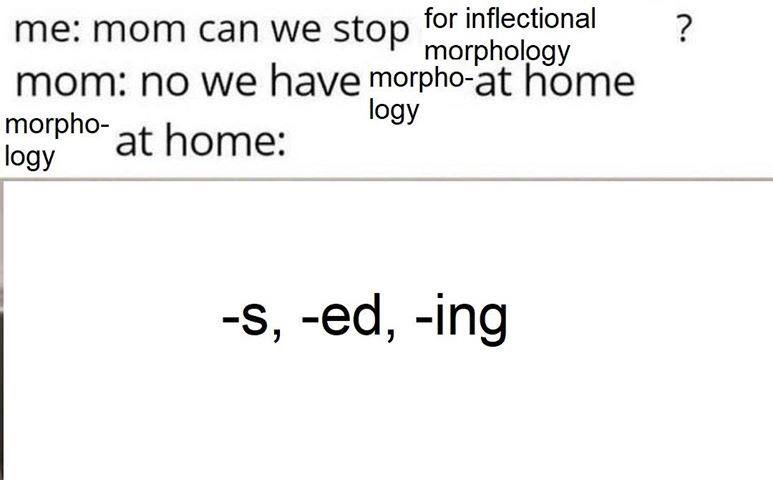 me: mom can we stop for inflectional morphology ?
mom: no we have morpho-logy at home
morpho-logy at home:
-s, -ed, -ing